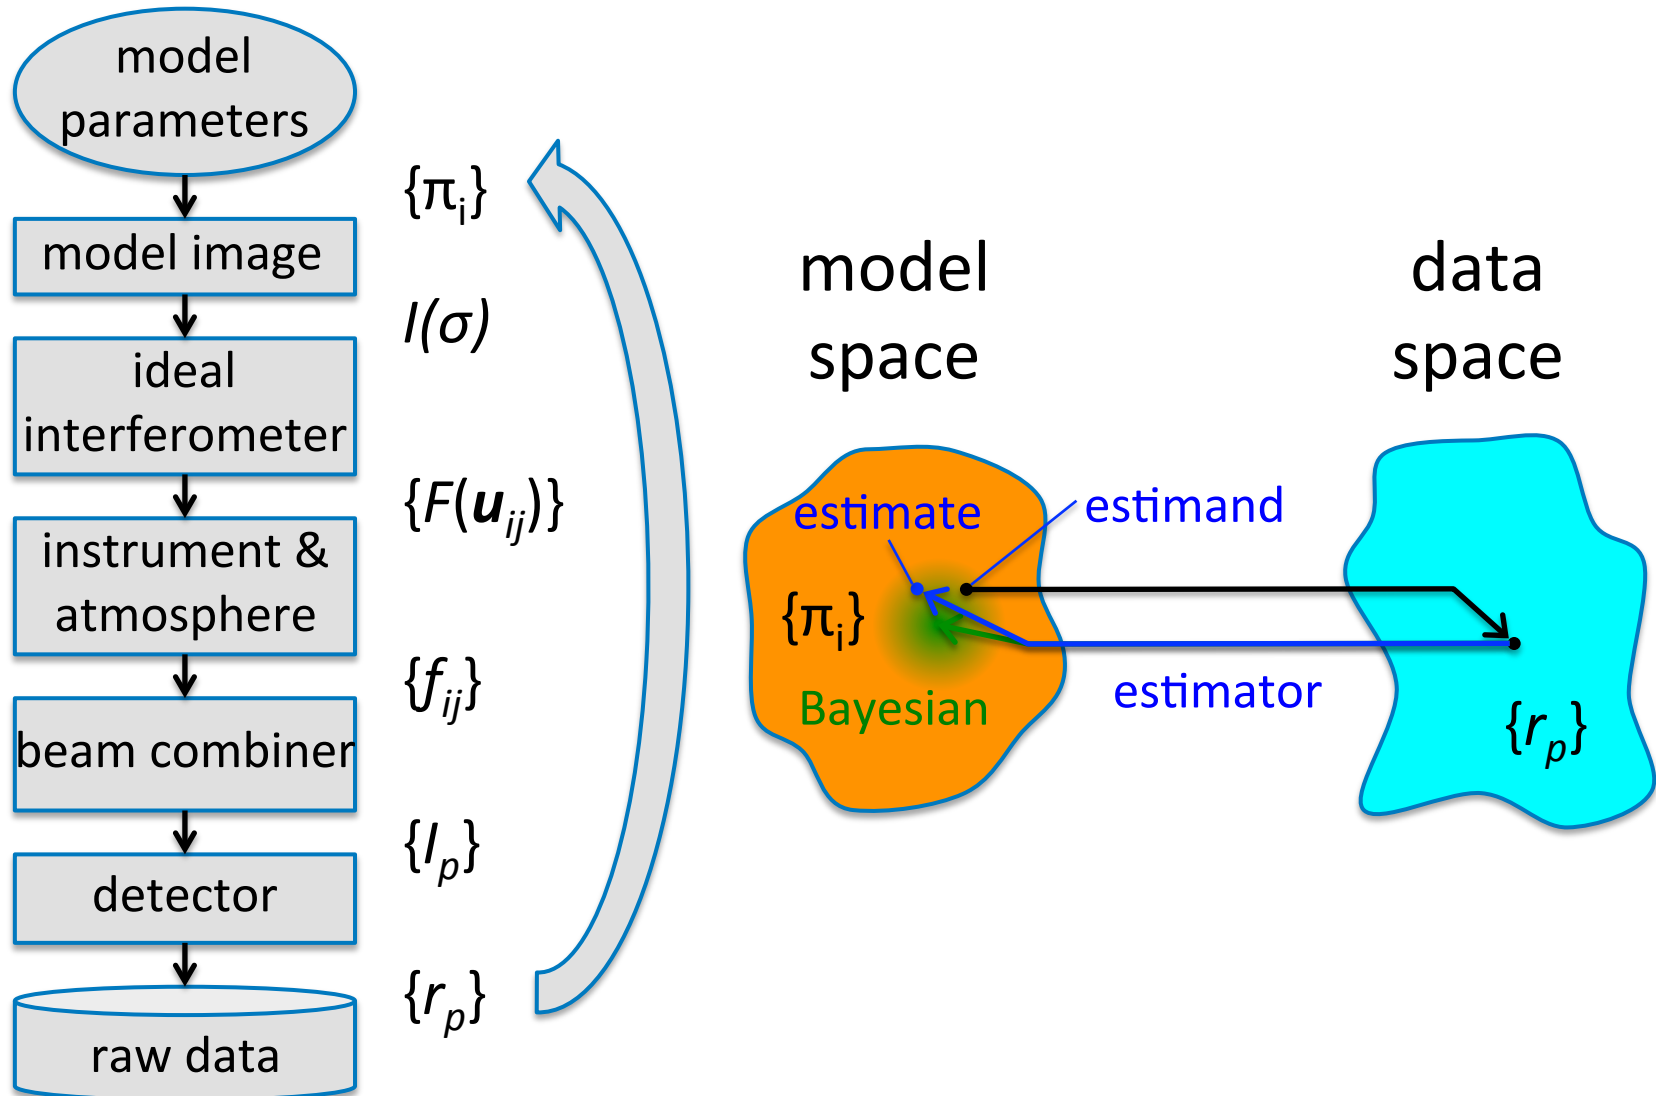 model
parameters
{πi}
model image
I(σ)
ideal
interferometer
{F(uij)}
instrument &
atmosphere
{fij}
beam combiner
{Ip}
detector
{rp}
raw data
model
space
data
space
estimate
estimand
{πi}
Bayesian
estimator
{rp}